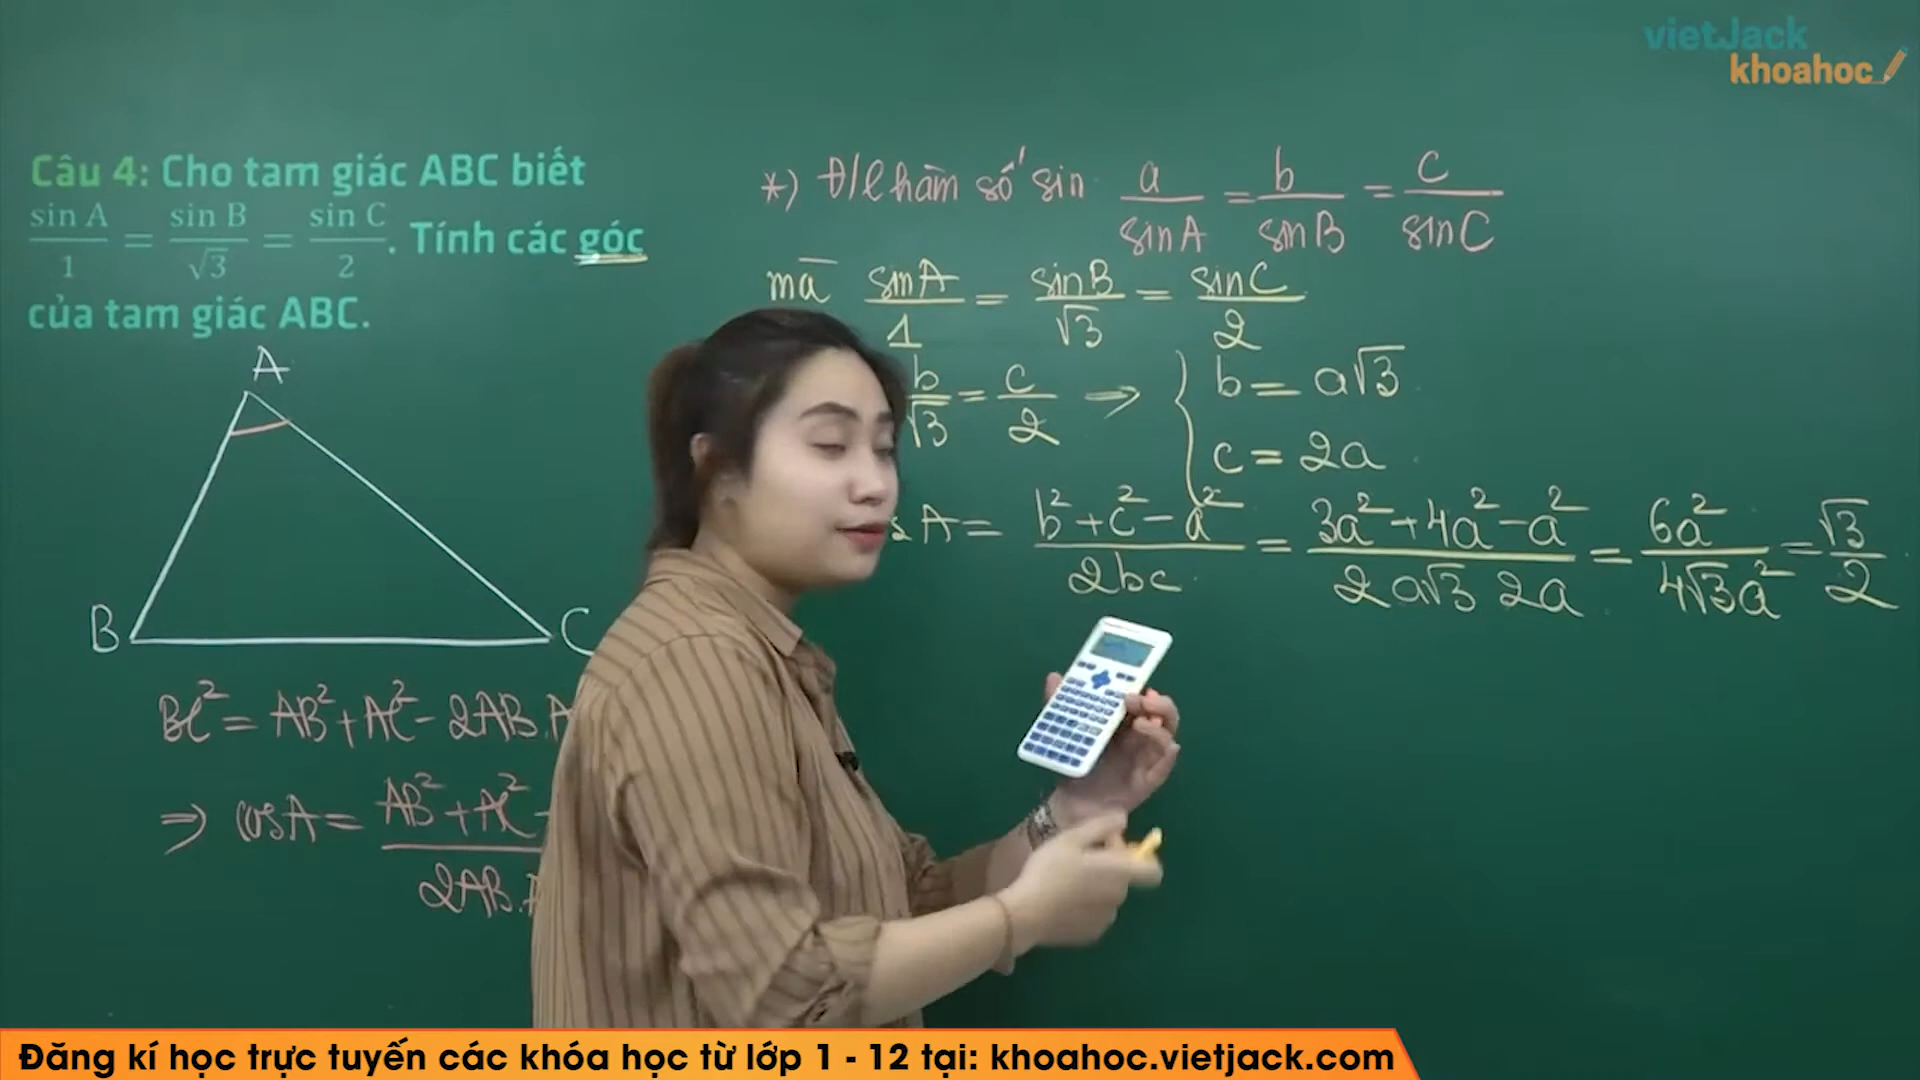 vietJack
khoahoc
Câu 4: Cho tam giác ABC biết
sin A/1 = sin B/√3 = sin C/2. Tính các góc
của tam giác ABC.
A
B C
BC² = AB² + AC² - 2AB.A
⇒ cosA = AB² + AC² -
2AB.A
*) Đ/l hàm số sin a/sinA = b/sinB = c/sinC
mà sinA/1 = sinB/√3 = sinC/2
b/√3 = c/2 ⇒ { b = a√3
c = 2a
s A = b² + c² - a²/2bc = 3a² + 4a² - a²/2a√3 2a = 6a²/4√3a² = √3/2
Đăng kí học trực tuyến các khóa học từ lớp 1 - 12 tại: khoahoc.vietjack.com